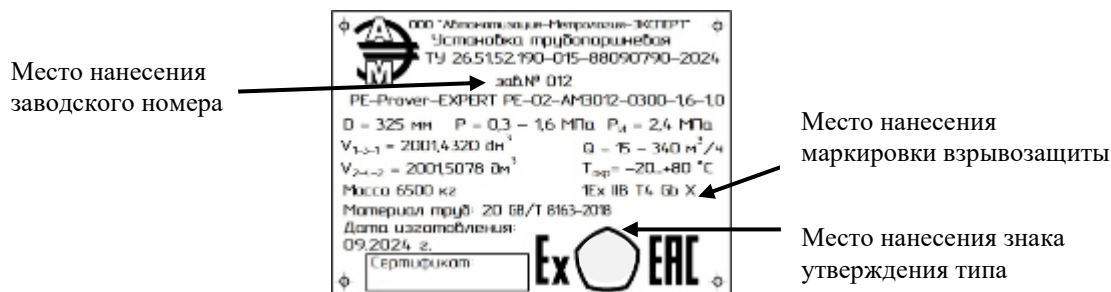 ООО "Автоматизация-Метрология-ЭКСПЕРТ"
Установка трубопоршневая
ТУ 26.51.52.190-015-88090790-2024
Место нанесения
заводского номера
зав.№ 012
PE-Prover-EXPERT PE-02-АМЭ012-0300-1,6-1.0
D - 325 мм P - 0,3 - 1,6 МПа Pи - 2,4 МПа
V1-3-1 = 2001,4320 дм³ Q - 15 - 340 м³/ч
V2-4-2 = 2001,5078 дм³ Tокр= -20..+80 °С
Масса 6500 кг 1Ex IIB T4 Gb X
Материал труб: 20 GB/T 8163-2018
Дата изготовления:
09.2024 г.
Сертификат
Ex
EAC
АМ
Место нанесения
маркировки взрывозащиты
Место нанесения знака
утверждения типа